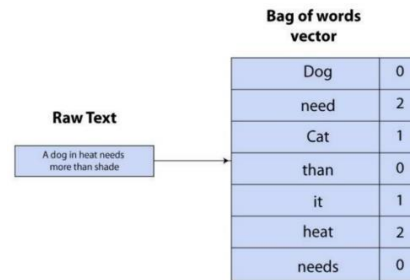 Bag of words
vector
Raw Text
A dog in heat needs
more than shade
Dog 0
need 2
Cat 1
than 0
it 1
heat 2
needs 0